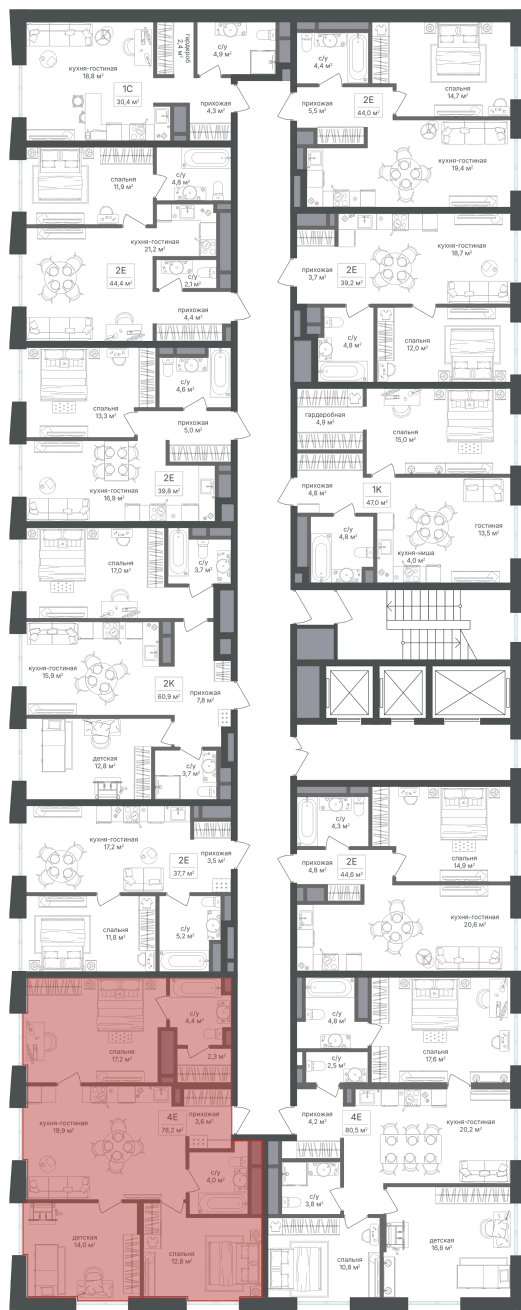 кухня-гостиная
18,8 м²
гардероб
2,4 м²
с/у
4,9 м²
1С
30,4 м²
прихожая
4,3 м²
с/у
4,4 м²
спальня
14,7 м²
прихожая
5,5 м²
2Е
44,0 м²
кухня-гостиная
19,4 м²
спальня
11,9 м²
с/у
4,8 м²
кухня-гостиная
21,2 м²
2Е
44,4 м²
с/у
2,1 м²
прихожая
4,4 м²
кухня-гостиная
18,7 м²
прихожая
3,7 м²
2Е
39,2 м²
с/у
4,8 м²
спальня
12,0 м²
с/у
4,6 м²
спальня
13,3 м²
прихожая
5,0 м²
кухня-гостиная
16,9 м²
2Е
39,8 м²
гардеробная
4,9 м²
спальня
15,0 м²
прихожая
4,8 м²
1К
47,0 м²
с/у
4,8 м²
гостиная
13,5 м²
кухня-ниша
4,0 м²
спальня
17,0 м²
с/у
3,7 м²
кухня-гостиная
15,9 м²
2К
60,9 м²
прихожая
7,8 м²
детская
12,8 м²
с/у
3,7 м²
кухня-гостиная
17,2 м²
2Е
37,7 м²
прихожая
3,5 м²
спальня
11,8 м²
с/у
5,2 м²
с/у
4,3 м²
спальня
14,9 м²
прихожая
4,8 м²
2Е
44,6 м²
кухня-гостиная
20,6 м²
с/у
4,4 м²
спальня
17,2 м²
2,3 м²
кухня-гостиная
19,9 м²
4Е
78,2 м²
прихожая
3,6 м²
с/у
4,0 м²
детская
14,0 м²
спальня
12,8 м²
с/у
4,8 м²
спальня
17,6 м²
с/у
2,5 м²
прихожая
4,2 м²
4Е
80,5 м²
кухня-гостиная
20,2 м²
с/у
3,8 м²
спальня
10,8 м²
детская
16,6 м²